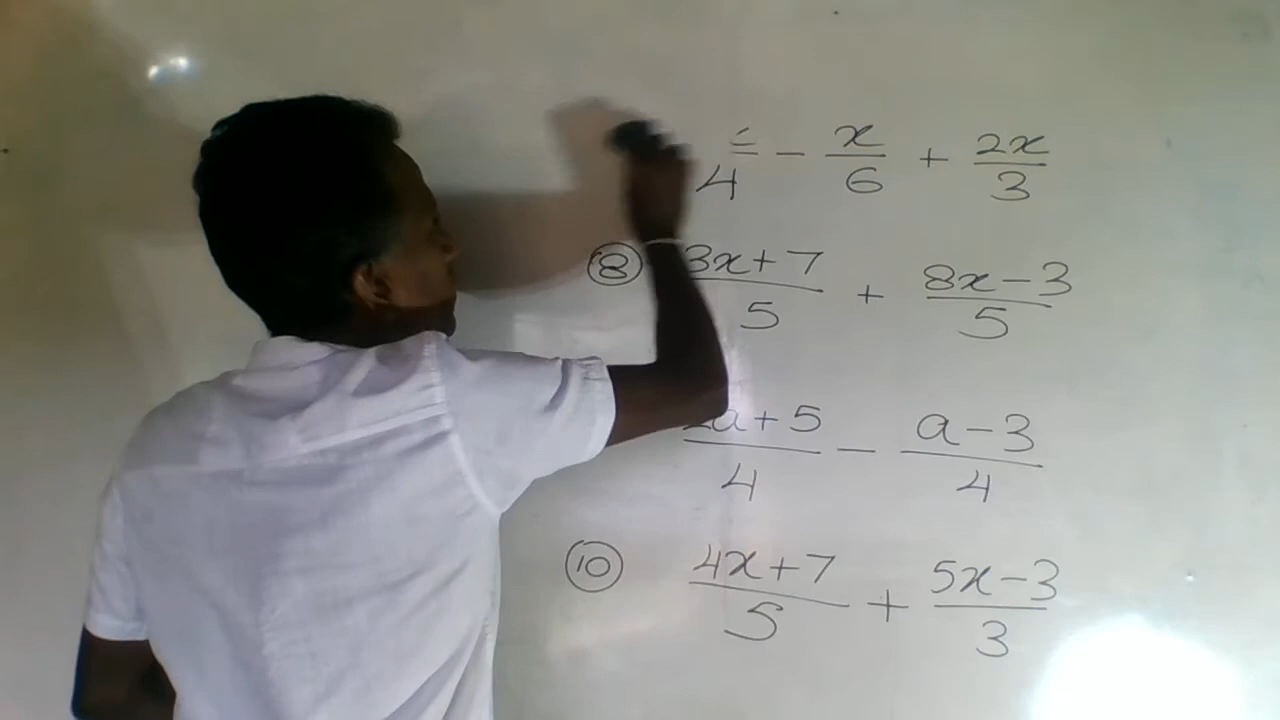 4 - x/6 + 2x/3
⑧ 3x+7/5 + 8x-3/5
a+5/4 - a-3/4
⑩ 4x+7/5 + 5x-3/3